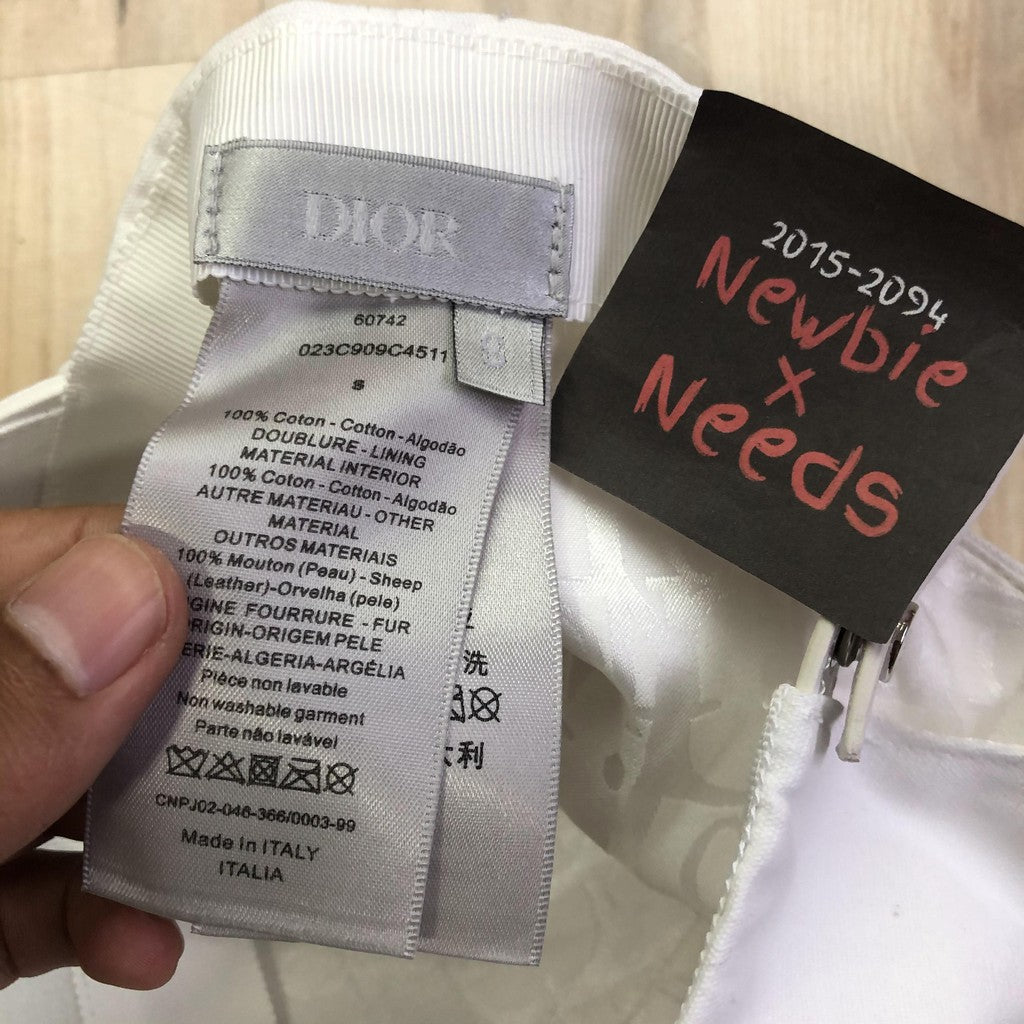 DIOR
60742
023C909C4511
S
100% Coton - Cotton - Algodão
DOUBLURE - LINING
MATERIAL INTERIOR
100% Coton - Cotton - Algodão
AUTRE MATERIAU - OTHER
MATERIAL
OUTROS MATERIAIS
100% Mouton (Peau) - Sheep
(Leather)-Orvelha (pele)
GINE FOURRURE - FUR
RIGIN-ORIGEM PELE
ERIE-ALGERIA-ARGÉLIA
Pièce non lavable
Non washable garment
Parte não lavável
CNPJ02-046-366/0003-99
Made in ITALY
ITALIA
洗
利
2015-2094
Newbie
x
Needs